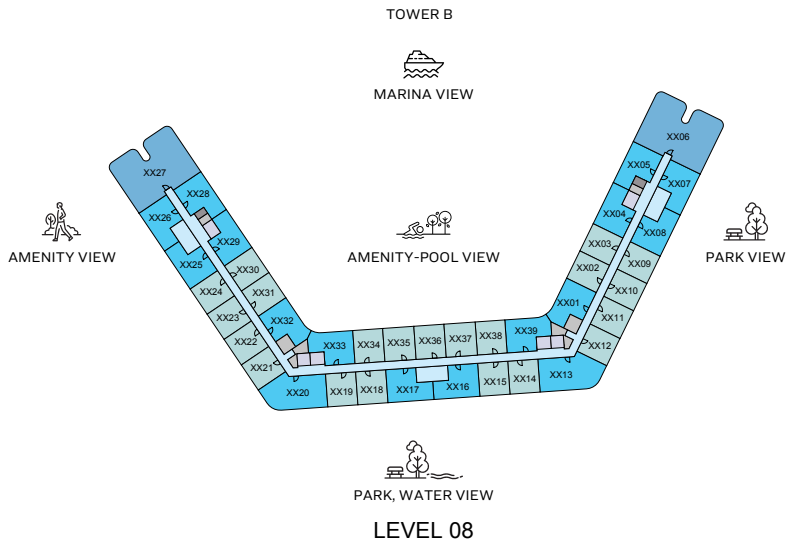 TOWER B
MARINA VIEW
XX06
XX27
XX05
XX07
XX28
XX26
XX04
XX08
XX29
XX03
AMENITY VIEW
AMENITY-POOL VIEW
PARK VIEW
XX25
XX30
XX02
XX09
XX24
XX31
XX10
XX01
XX23
XX32
XX11
XX22
XX33
XX34
XX35
XX36
XX37
XX38
XX39
XX12
XX21
XX20
XX19
XX18
XX17
XX16
XX15
XX14
XX13
PARK, WATER VIEW
LEVEL 08